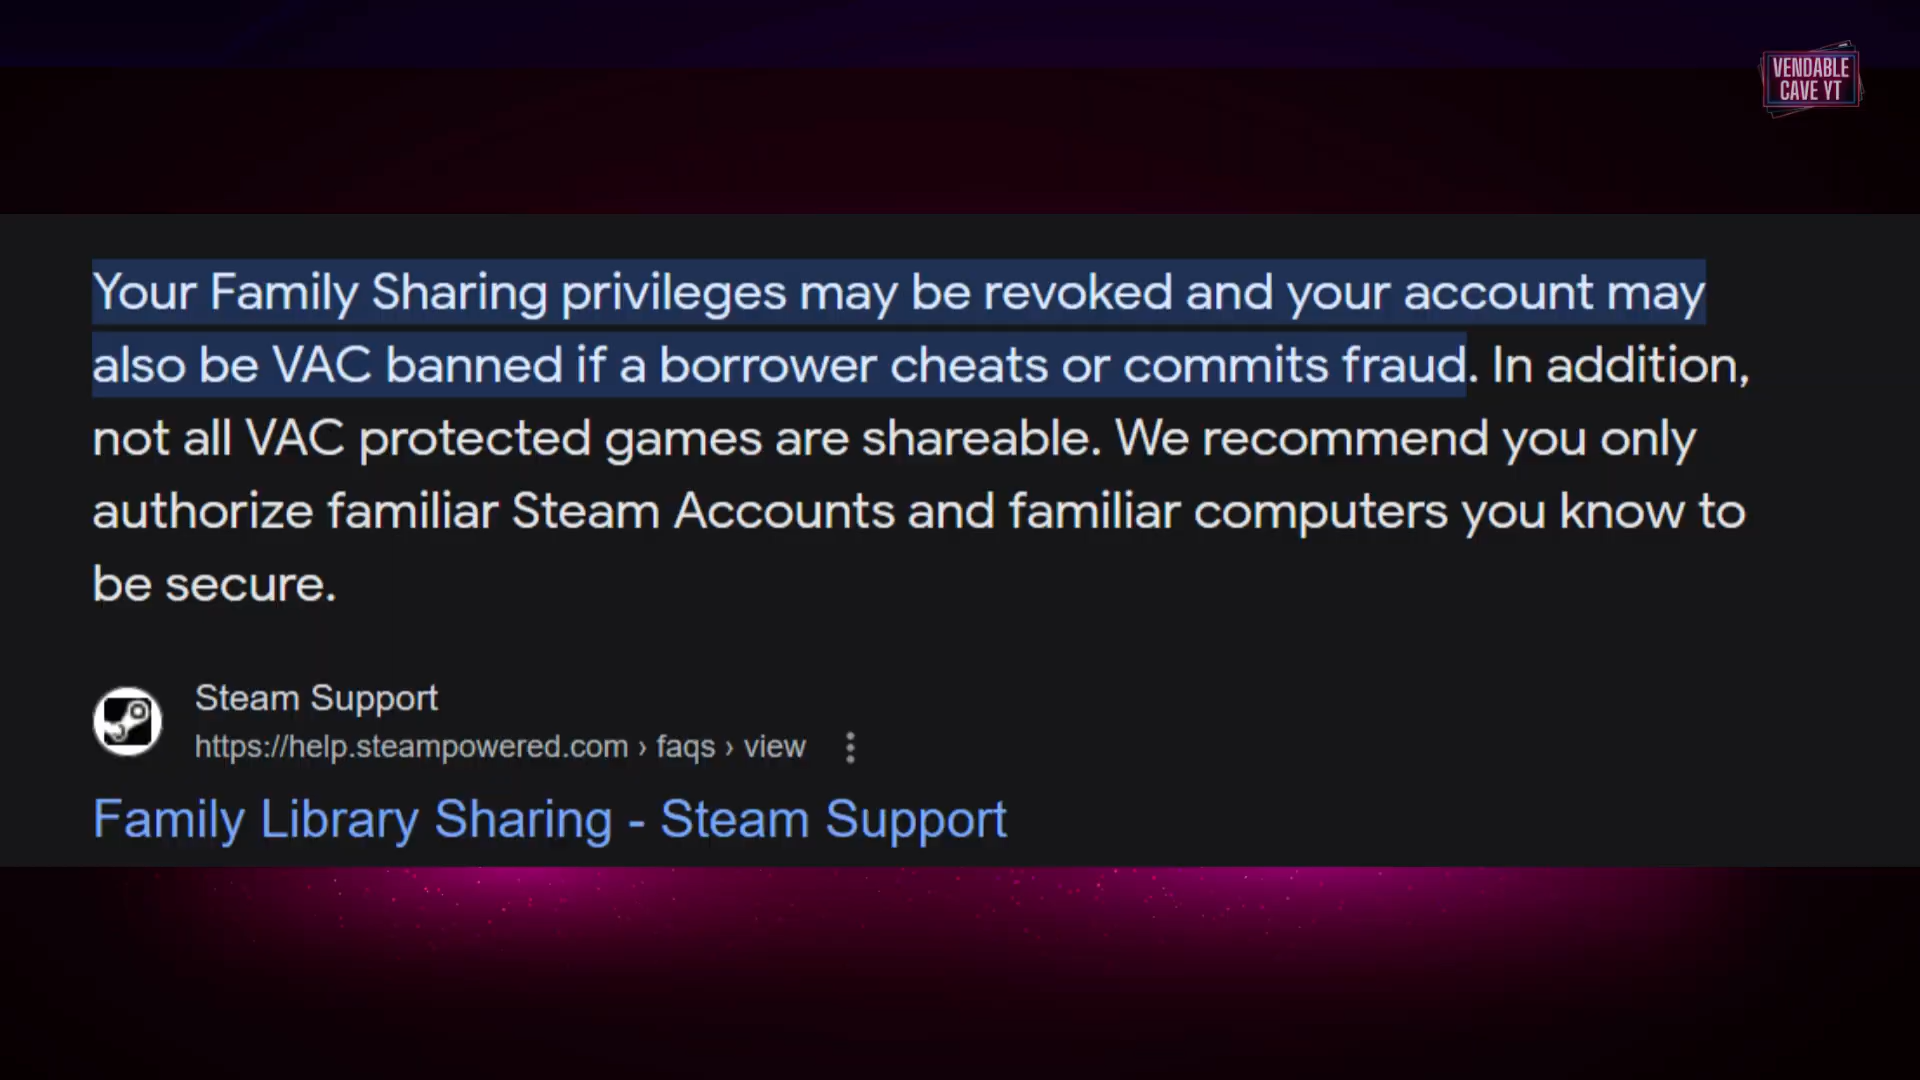 VENDABLE
CAVE YT
Your Family Sharing privileges may be revoked and your account may
also be VAC banned if a borrower cheats or commits fraud. In addition,
not all VAC protected games are shareable. We recommend you only
authorize familiar Steam Accounts and familiar computers you know to
be secure.
Steam Support
https://help.steampowered.com › faqs › view
Family Library Sharing - Steam Support